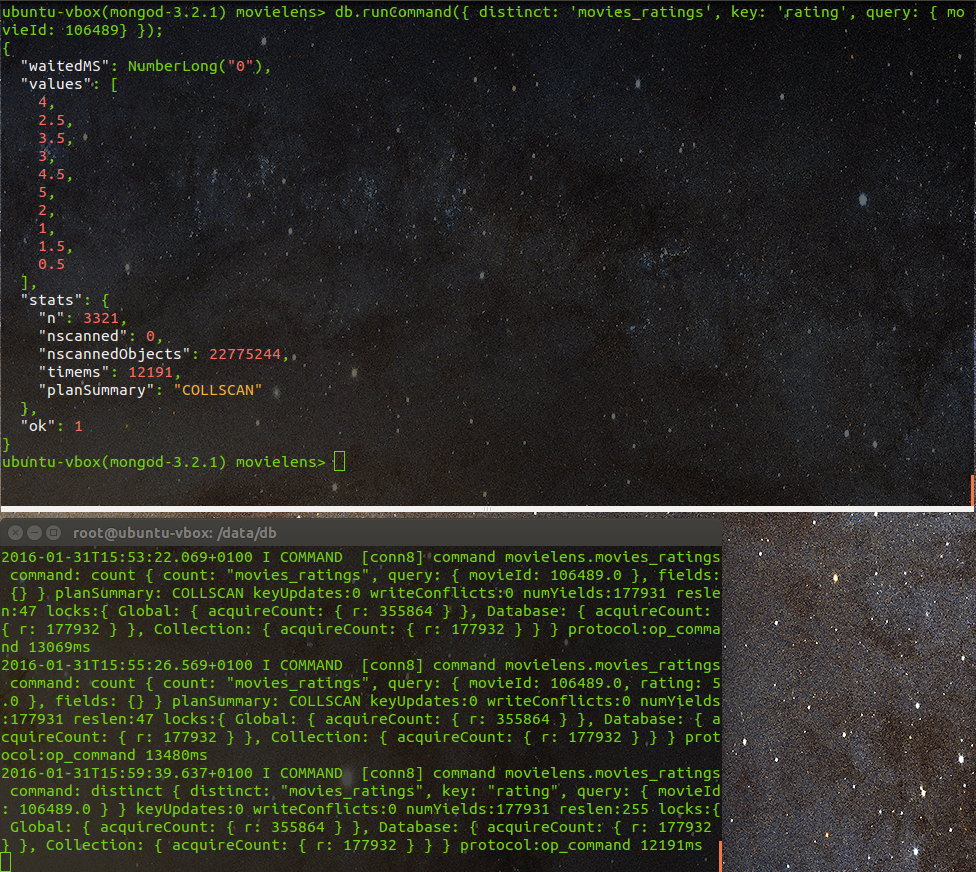 ubuntu-vbox(mongod-3.2.1) movielens> db.runCommand({ distinct: 'movies_ratings', key: 'rating', query: { mo
vieId: 106489} });
{
  "waitedMS": NumberLong("0"),
  "values": [
    4,
    2.5,
    3.5,
    3,
    4.5,
    5,
    2,
    1,
    1.5,
    0.5
  ],
  "stats": {
    "n": 3321,
    "nscanned": 0,
    "nscannedObjects": 22775244,
    "timems": 12191,
    "planSummary": "COLLSCAN"
  },
  "ok": 1
}
ubuntu-vbox(mongod-3.2.1) movielens>
root@ubuntu-vbox: /data/db
2016-01-31T15:53:22.069+0100 I COMMAND  [conn8] command movielens.movies_ratings
 command: count { count: "movies_ratings", query: { movieId: 106489.0 }, fields:
 {} } planSummary: COLLSCAN keyUpdates:0 writeConflicts:0 numYields:177931 resle
n:47 locks:{ Global: { acquireCount: { r: 355864 } }, Database: { acquireCount:
{ r: 177932 } }, Collection: { acquireCount: { r: 177932 } } } protocol:op_comma
nd 13069ms
2016-01-31T15:55:26.569+0100 I COMMAND  [conn8] command movielens.movies_ratings
 command: count { count: "movies_ratings", query: { movieId: 106489.0, rating: 5
.0 }, fields: {} } planSummary: COLLSCAN keyUpdates:0 writeConflicts:0 numYields
:177931 reslen:47 locks:{ Global: { acquireCount: { r: 355864 } }, Database: { a
cquireCount: { r: 177932 } }, Collection: { acquireCount: { r: 177932 } } } prot
ocol:op_command 13480ms
2016-01-31T15:59:39.637+0100 I COMMAND  [conn8] command movielens.movies_ratings
 command: distinct { distinct: "movies_ratings", key: "rating", query: { movieId
: 106489.0 } } keyUpdates:0 writeConflicts:0 numYields:177931 reslen:255 locks:{
 Global: { acquireCount: { r: 355864 } }, Database: { acquireCount: { r: 177932
} }, Collection: { acquireCount: { r: 177932 } } } protocol:op_command 12191ms